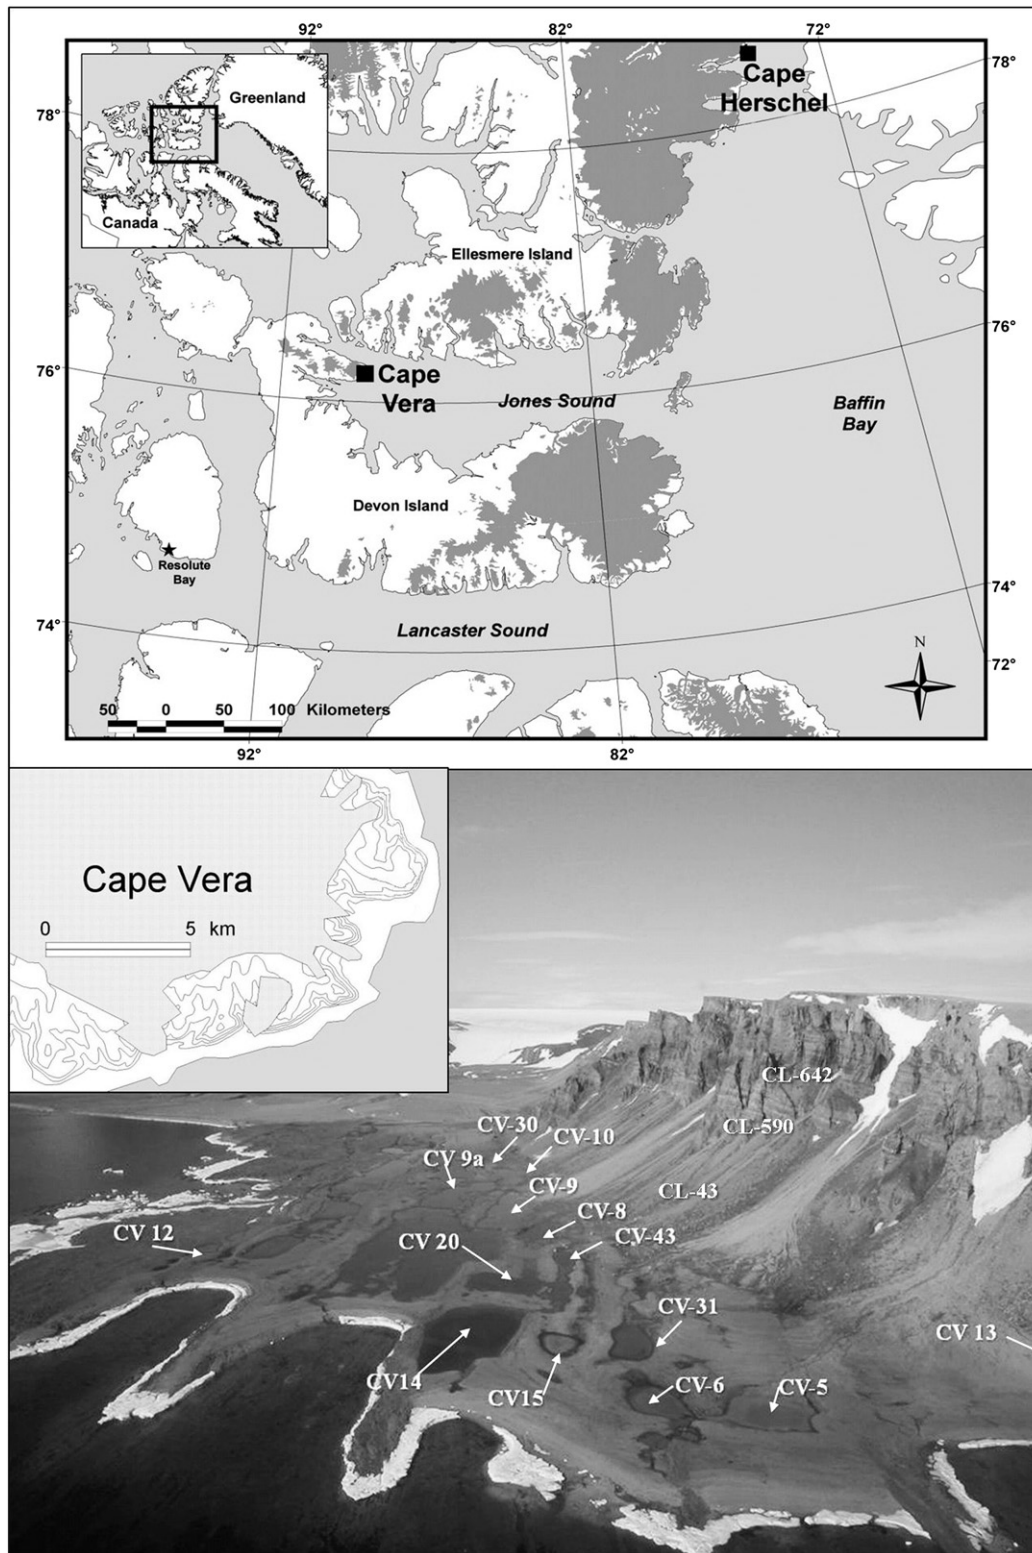 92°
82°
72°
78°
Cape
Herschel
Greenland
78°
Canada
Ellesmere Island
76°
76°
Cape
Vera
Jones Sound
Baffin
Bay
Devon Island
Resolute
Bay
74°
74°
Lancaster Sound
N
72°
50 0 50 100 Kilometers
92°
82°
Cape Vera
0 5 km
CL-642
CL-590
CV-30
CV-10
CV 9a
CV-9
CL-43
CV-8
CV 12
CV 20
CV-43
CV-31
CV 13
CV14
CV15
CV-6
CV-5